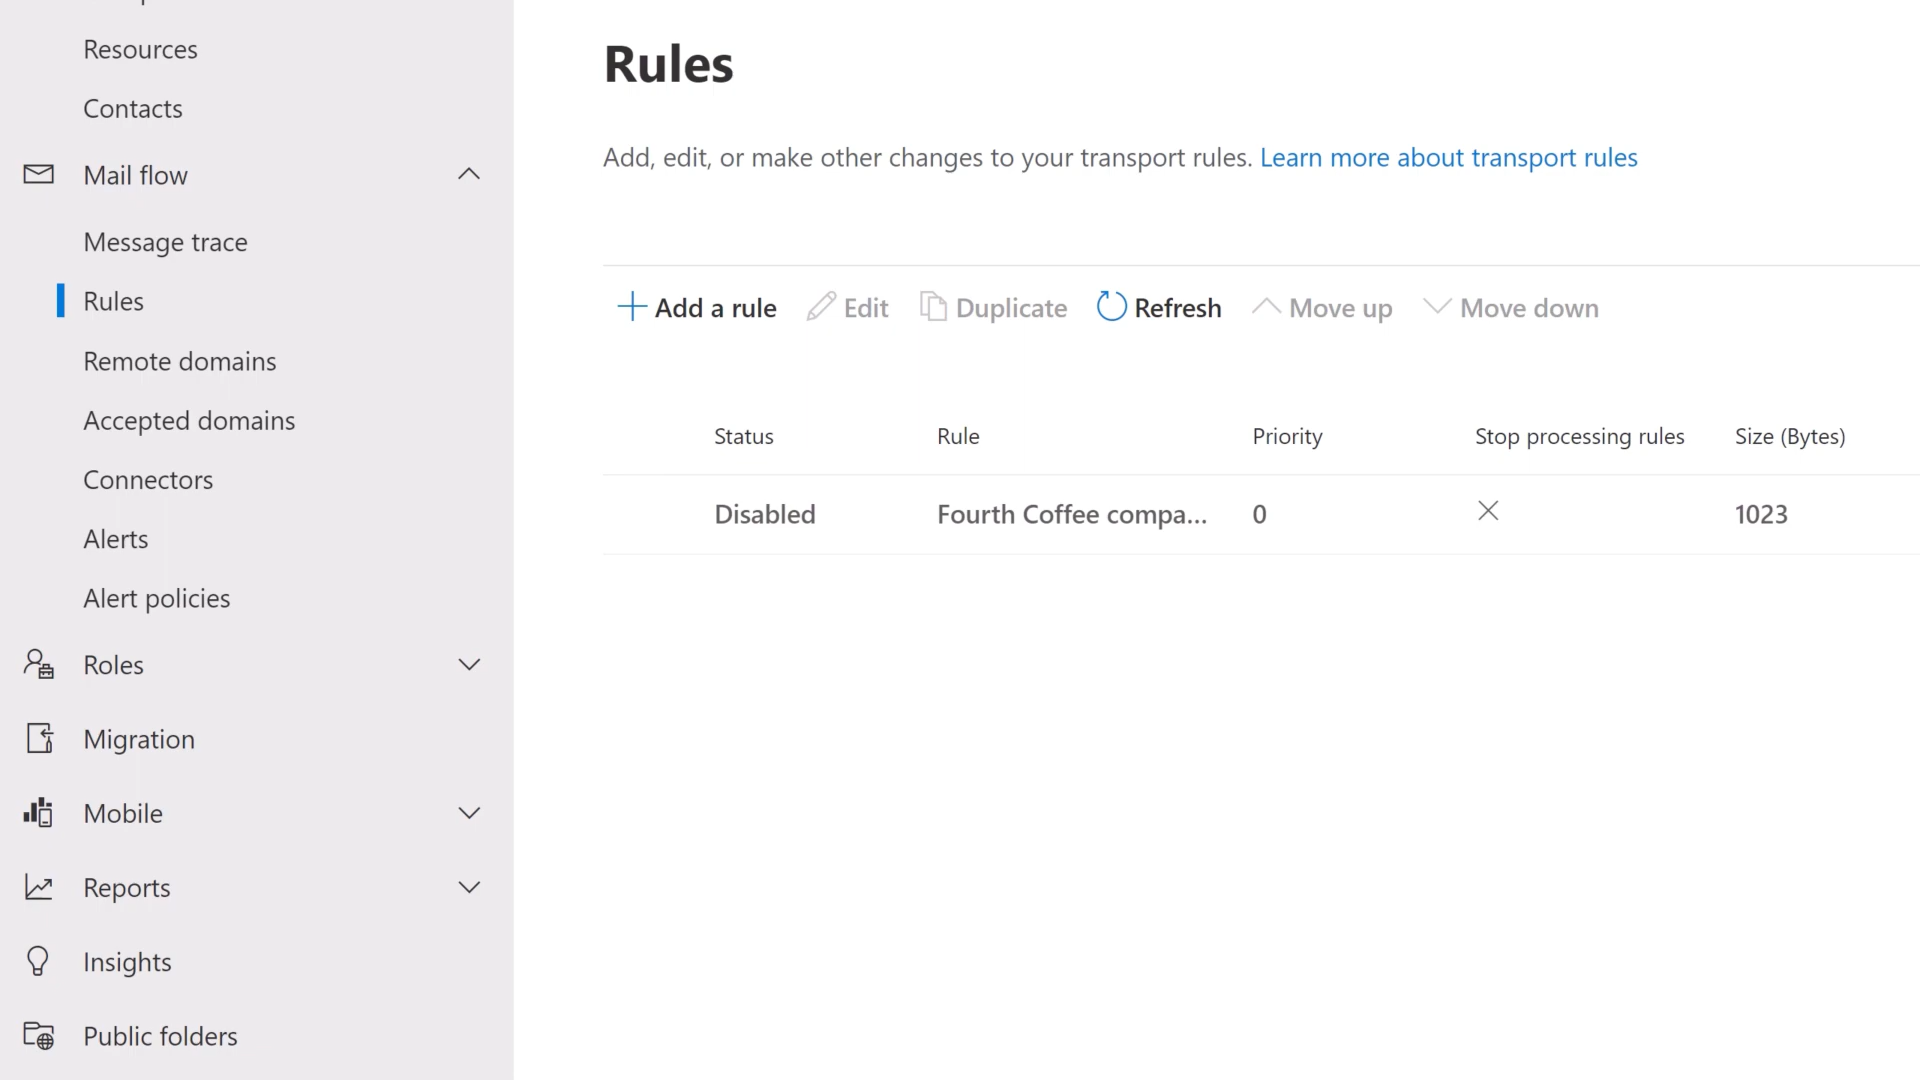 Resources
Contacts
Mail flow
Message trace
Rules
Remote domains
Accepted domains
Connectors
Alerts
Alert policies
Roles
Migration
Mobile
Reports
Insights
Public folders
Rules
Add, edit, or make other changes to your transport rules. Learn more about transport rules
Add a rule Edit Duplicate Refresh Move up Move down
Status Rule Priority Stop processing rules Size (Bytes)
Disabled Fourth Coffee compa... 0 1023